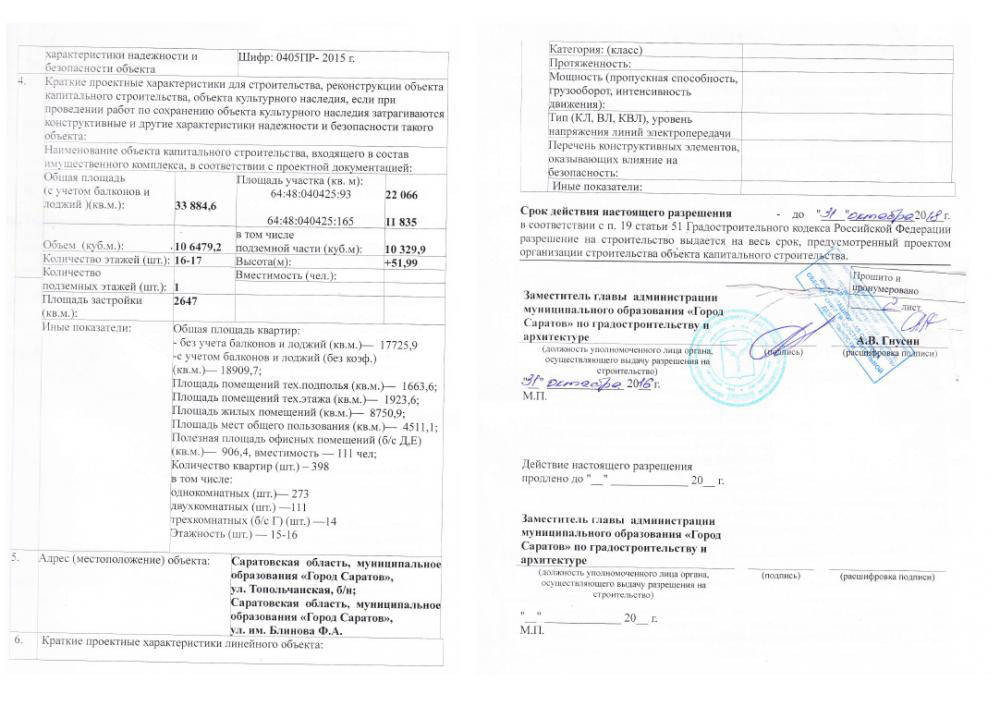 характеристики надежности и безопасности объекта
Шифр: 0405ПР- 2015 г.
4. Краткие проектные характеристики для строительства, реконструкции объекта
капитального строительства, объекта культурного наследия, если при
проведении работ по сохранению объекта культурного наследия затрагиваются
конструктивные и другие характеристики надежности и безопасности такого
объекта:
Наименование объекта капитального строительства, входящего в состав
имущественного комплекса, в соответствии с проектной документацией:
Общая площадь
(с учетом балконов и
лоджий )(кв.м.):
33 884,6
Площадь участка (кв. м):
64:48:040425:93
22 066
64:48:040425:165
11 835
Объем (куб.м.):
10 6479,2
в том числе
подземной части (куб.м):
10 329,9
Количество этажей (шт.):
16-17
Высота(м):
+51,99
Количество
подземных этажей (шт.):
1
Вместимость (чел.):
Площадь застройки
(кв.м.):
2647
Иные показатели:
Общая площадь квартир:
- без учета балконов и лоджий (кв.м.)— 17725,9
-с учетом балконов и лоджий (без коэф.)
(кв.м.)— 18909,7;
Площадь помещений тех.подполья (кв.м.)— 1663,6;
Площадь помещений тех.этажа (кв.м.)— 1923,6;
Площадь жилых помещений (кв.м.)— 8750,9;
Площадь мест общего пользования (кв.м.)— 4511,1;
Полезная площадь офисных помещений (б/с Д,Е)
(кв.м.)— 906,4, вместимость — 111 чел;
Количество квартир (шт.) – 398
в том числе:
однокомнатных (шт.)— 273
двухкомнатных (шт.) —111
трехкомнатных (б/с Г) (шт.) —14
Этажность (шт.) — 15-16
5. Адрес (местоположение) объекта:
Саратовская область, муниципальное
образования «Город Саратов»,
ул. Топольчанская, б/н;
Саратовская область, муниципальное
образования «Город Саратов»,
ул. им. Блинова Ф.А.
6. Краткие проектные характеристики линейного объекта:
Категория: (класс)
Протяженность:
Мощность (пропускная способность,
грузооборот, интенсивность
движения):
Тип (КЛ, ВЛ, КВЛ), уровень
напряжения линий электропередачи
Перечень конструктивных элементов,
оказывающих влияние на
безопасность:
Иные показатели:
Срок действия настоящего разрешения - до "31" октября 2018 г.
в соответствии с п. 19 статьи 51 Градостроительного кодекса Российской Федерации
разрешение на строительство выдается на весь срок, предусмотренный проектом
организации строительства объекта капитального строительства.
Прошито и
пронумеровано
лист
Заместитель главы администрации
муниципального образования «Город
Саратов» по градостроительству и
архитектуре
А.В. Гнусин
(должность уполномоченного лица органа,
осуществляющего выдачу разрешения на
строительство)
(подпись)
(расшифровка подписи)
"31" октября 2016 г.
М.П.
Действие настоящего разрешения
продлено до "__" ____________ 20__ г.
Заместитель главы администрации
муниципального образования «Город
Саратов» по градостроительству и
архитектуре
(должность уполномоченного лица органа,
осуществляющего выдачу разрешения на
строительство)
(подпись)
(расшифровка подписи)
"__" ____________ 20__ г.
М.П.